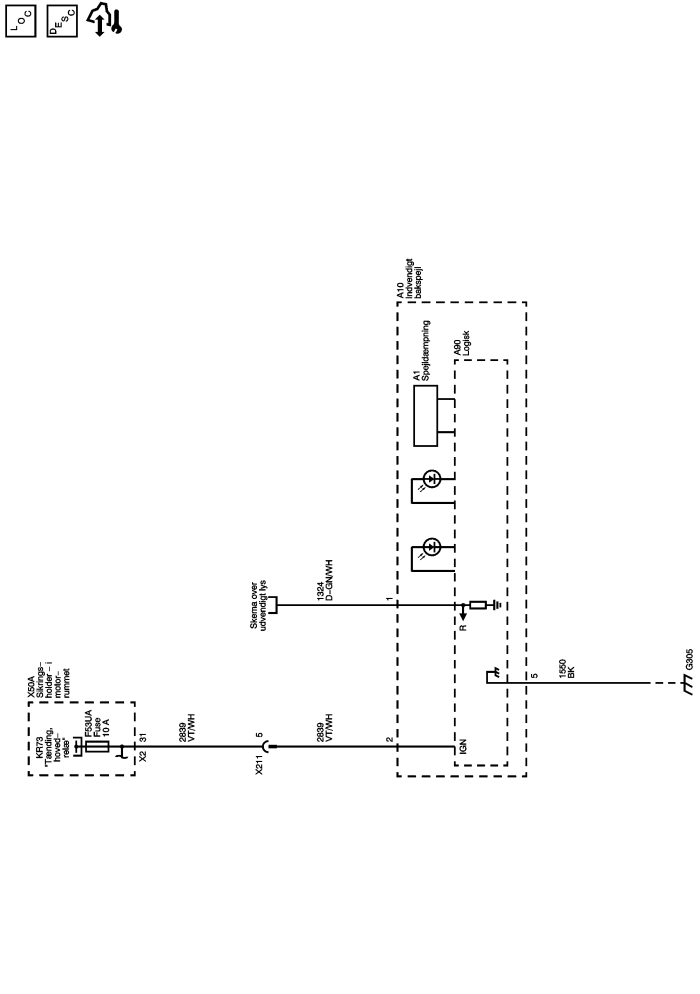 LOC
DESC
X50A
Sikrings-
holder – i
motor-
rummet
KR73
"Tænding,
hoved-
relæ"
F53UA
Fuse
10 A
X2
31
2839
VT/WH
X211
5
2839
VT/WH
2
IGN
Skema over
udvendigt lys
1324
D-GN/WH
1
R
A10
Indvendigt
bakspejl
A1
Spejldæmpning
A90
Logisk
5
1550
BK
G305